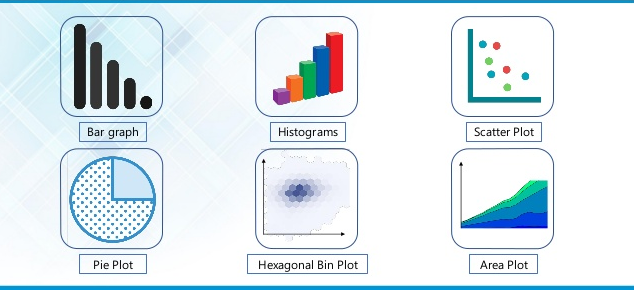 Bar graph
Histograms
Scatter Plot
Pie Plot
Hexagonal Bin Plot
Area Plot